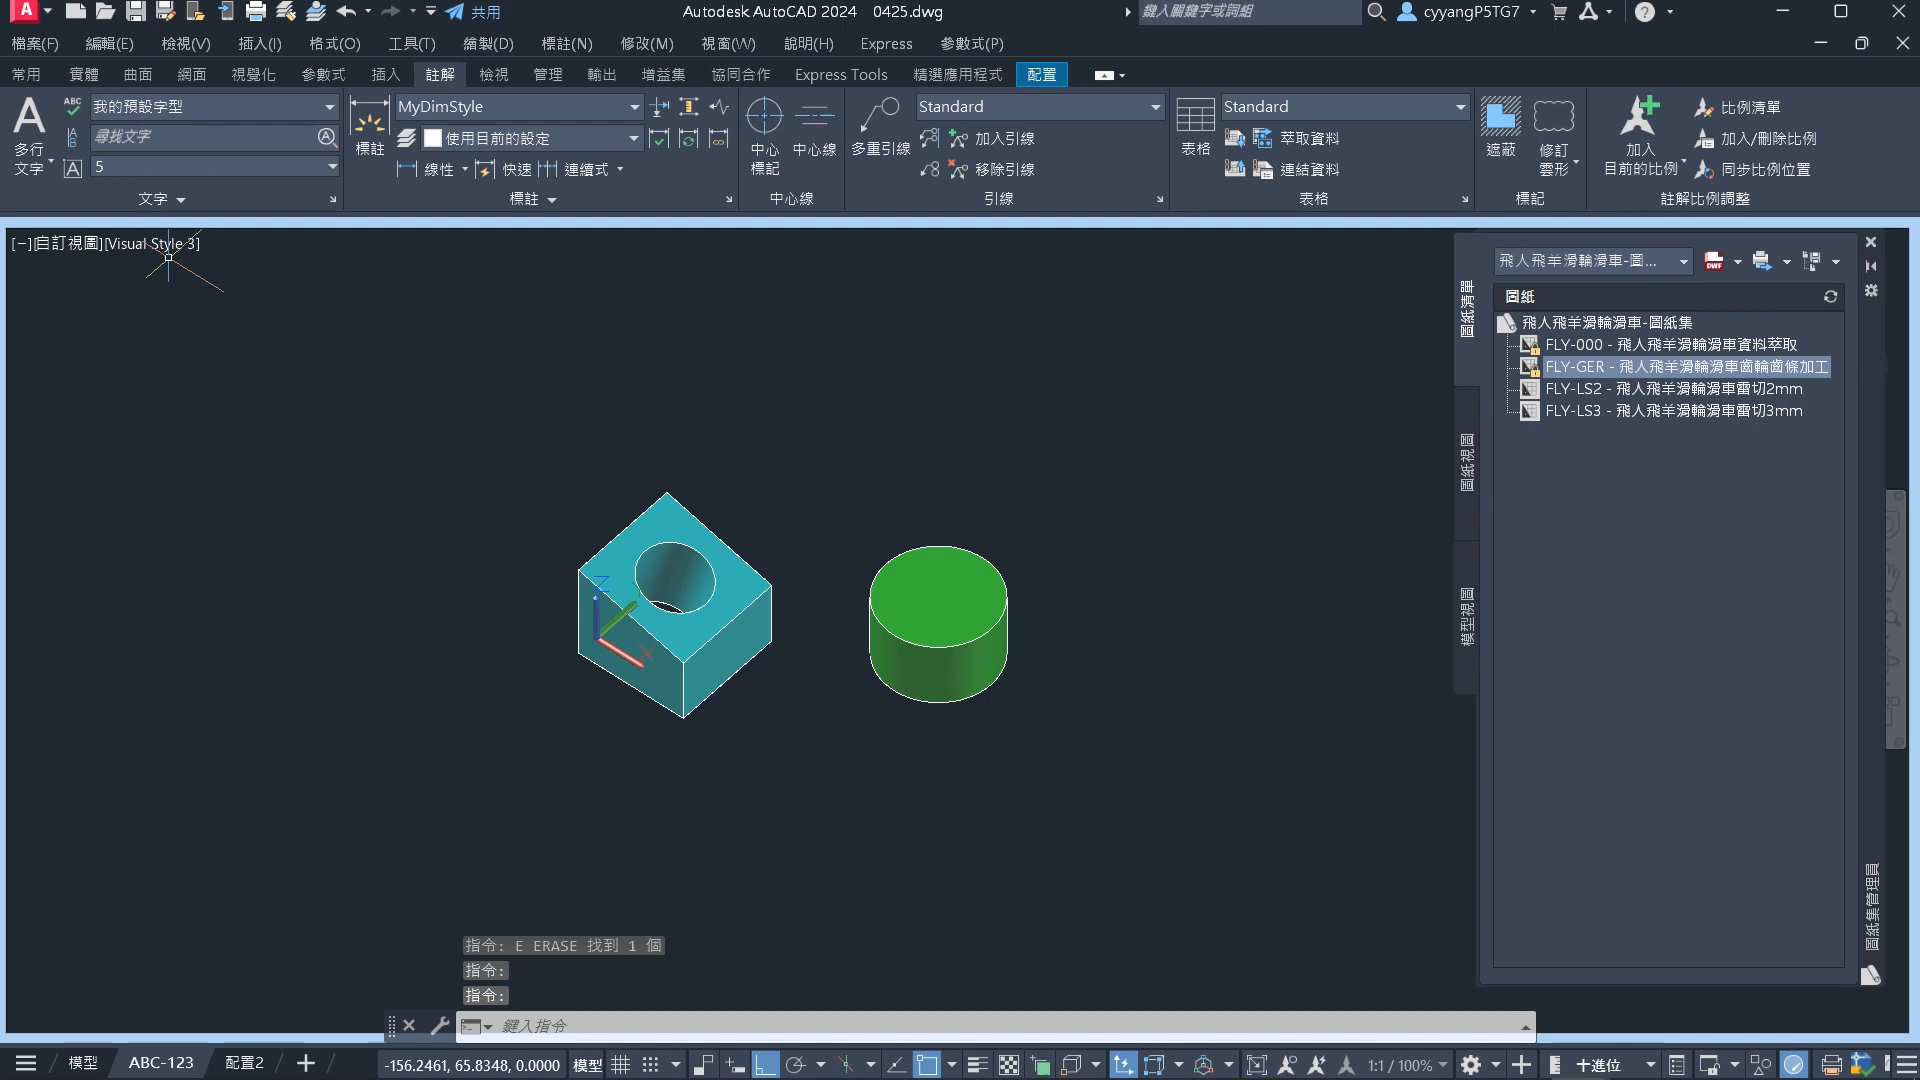 A 共用 Autodesk AutoCAD 2024 0425.dwg 鍵入關鍵字或詞組 cyyangP5TG7 ?
檔案(F) 編輯(E) 檢視(V) 插入(I) 格式(O) 工具(T) 繪製(D) 標註(N) 修改(M) 視窗(W) 說明(H) Express 參數式(P)
常用 實體 曲面 網面 視覺化 參數式 插入 註解 檢視 管理 輸出 增益集 協同合作 Express Tools 精選應用程式 配置
A 多行文字 ABC 我的預設字型
尋找文字
A 5
文字
標註 MyDimStyle
使用目前的設定
線性 快速 連續式
標註
中心標記 中心線
中心線
多重引線 Standard
加入引線
移除引線
引線
表格 Standard
萃取資料
連結資料
表格
遮蔽 修訂雲形
標記
加入目前的比例 比例清單
加入/刪除比例
同步比例位置
註解比例調整
[−][自訂視圖][Visual Style 3]
Z
X
圖紙清單
圖紙視圖
模型視圖
飛人飛羊滑輪滑車-圖... DWF
圖紙
飛人飛羊滑輪滑車-圖紙集
FLY-000 - 飛人飛羊滑輪滑車資料萃取
FLY-GER - 飛人飛羊滑輪滑車齒輪齒條加工
FLY-LS2 - 飛人飛羊滑輪滑車雷切2mm
FLY-LS3 - 飛人飛羊滑輪滑車雷切3mm
圖紙集管理員
指令: E ERASE 找到 1 個
指令:
指令:
鍵入指令
模型 ABC-123 配置2 -156.2461, 65.8348, 0.0000 模型 1:1 / 100% 十進位